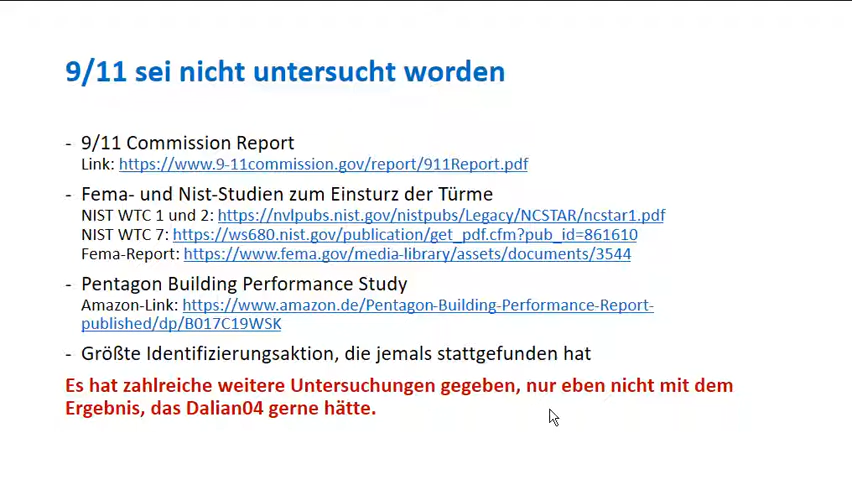 9/11 sei nicht untersucht worden
- 9/11 Commission Report
Link: https://www.9-11commission.gov/report/911Report.pdf
- Fema- und Nist-Studien zum Einsturz der Türme
NIST WTC 1 und 2: https://nvlpubs.nist.gov/nistpubs/Legacy/NCSTAR/ncstar1.pdf
NIST WTC 7: https://ws680.nist.gov/publication/get_pdf.cfm?pub_id=861610
Fema-Report: https://www.fema.gov/media-library/assets/documents/3544
- Pentagon Building Performance Study
Amazon-Link: https://www.amazon.de/Pentagon-Building-Performance-Report-
published/dp/B017C19WSK
- Größte Identifizierungsaktion, die jemals stattgefunden hat
Es hat zahlreiche weitere Untersuchungen gegeben, nur eben nicht mit dem
Ergebnis, das Dalian04 gerne hätte.